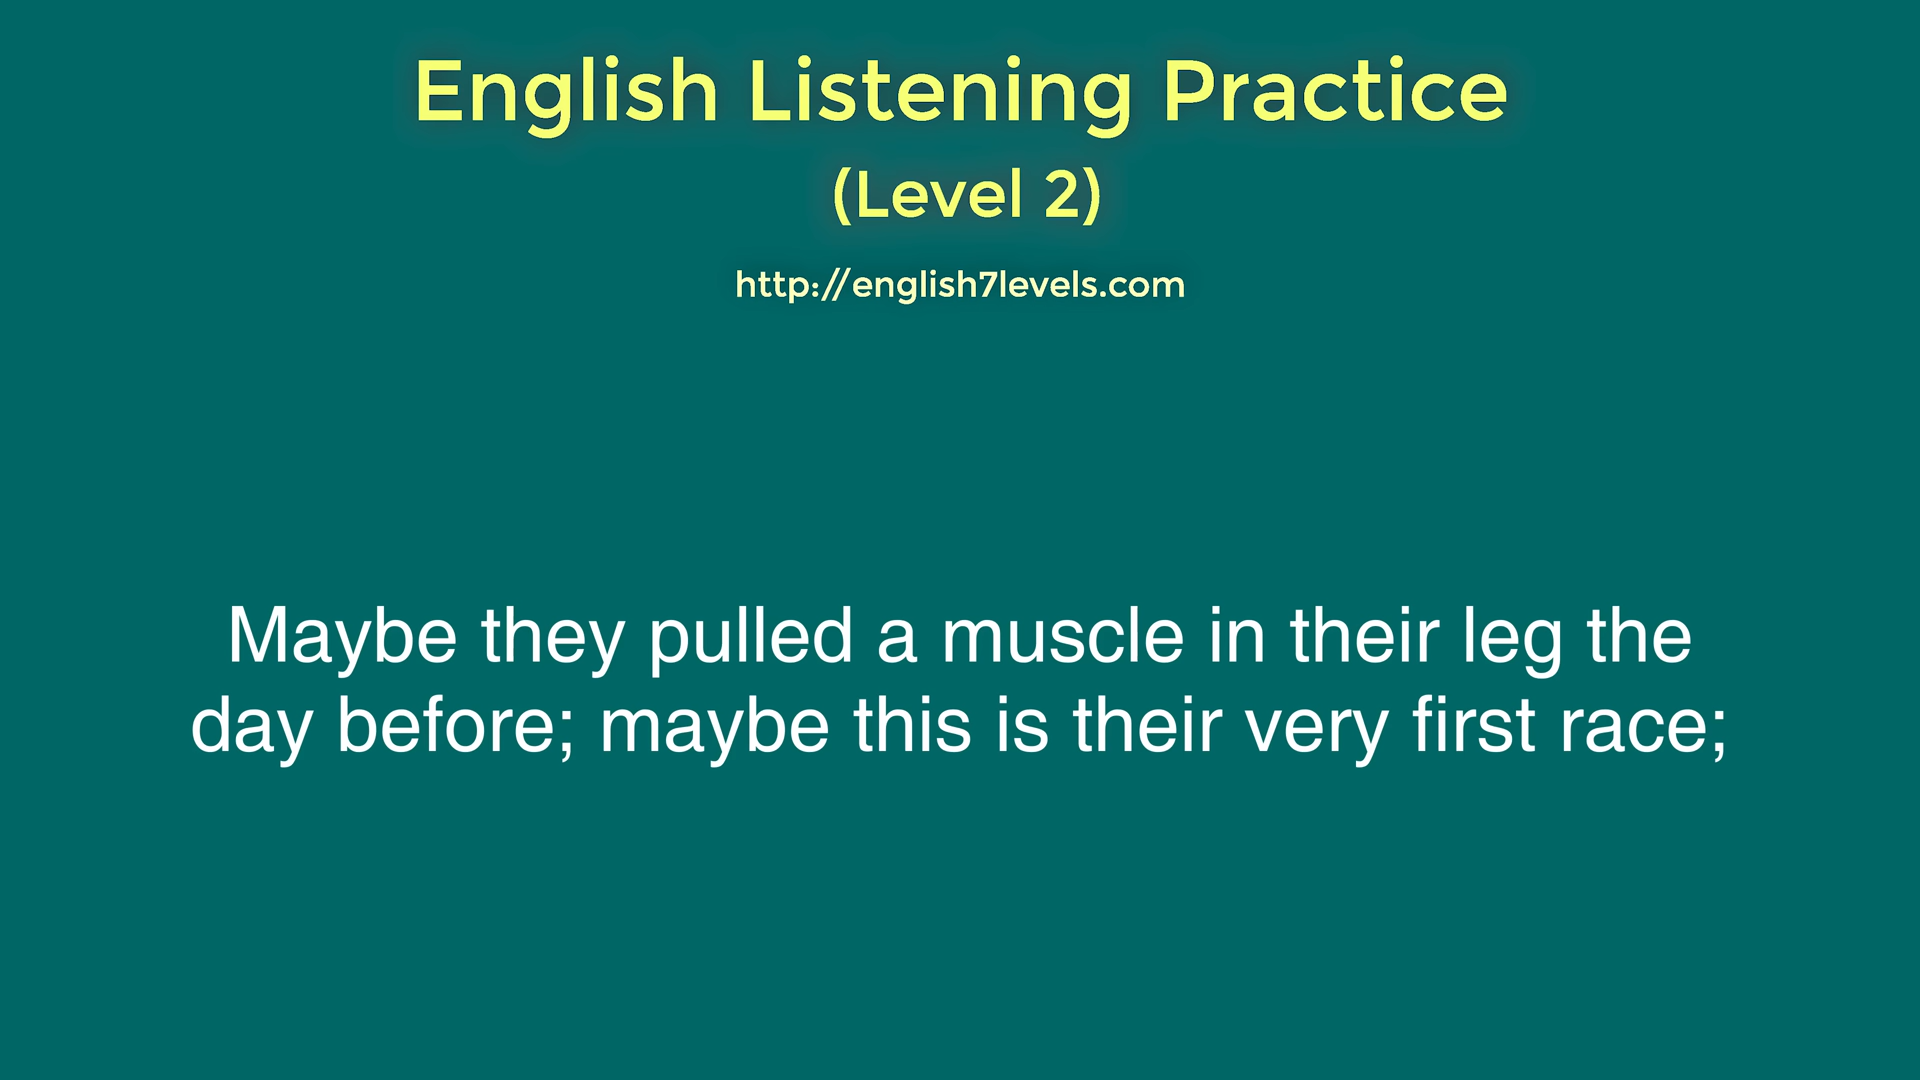 English Listening Practice
(Level 2)
http://english7levels.com
Maybe they pulled a muscle in their leg the
day before; maybe this is their very first race;